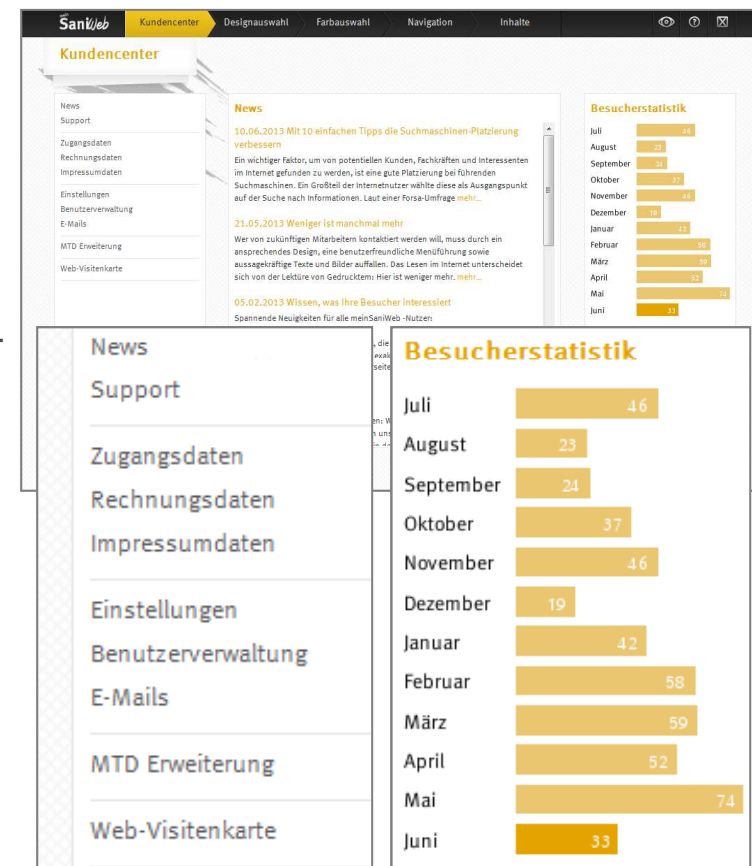 SaniWeb
Kundencenter Designauswahl Farbauswahl Navigation Inhalte
Kundencenter
News
Support
Zugangsdaten
Rechnungsdaten
Impressumdaten
Einstellungen
Benutzerverwaltung
E-Mails
MTD Erweiterung
Web-Visitenkarte
News
10.06.2013 Mit 10 einfachen Tipps die Suchmaschinen-Platzierung
verbessern
Ein wichtiger Faktor, um von potentiellen Kunden, Fachkräften und Interessenten
im Internet gefunden zu werden, ist eine gute Platzierung bei führenden
Suchmaschinen. Ein Großteil der Internetnutzer wählte diese als Ausgangspunkt
auf der Suche nach Informationen. Laut einer Forsa-Umfrage mehr...
21.05.2013 Weniger ist manchmal mehr
Wer von zukünftigen Mitarbeitern kontaktiert werden will, muss durch ein
ansprechendes Design, eine benutzerfreundliche Menüführung sowie
aussagekräftige Texte und Bilder auffallen. Das Lesen im Internet unterscheidet
sich von der Lektüre von Gedrucktem: Hier ist weniger mehr. mehr...
05.02.2013 Wissen, was Ihre Besucher interessiert
Spannende Neuigkeiten für alle meinSaniWeb -Nutzer:
Besucherstatistik
Juli 46
August 23
September 24
Oktober 37
November 46
Dezember 19
Januar 42
Februar 58
März 59
April 52
Mai 74
Juni 33
News
Support
Zugangsdaten
Rechnungsdaten
Impressumdaten
Einstellungen
Benutzerverwaltung
E-Mails
MTD Erweiterung
Web-Visitenkarte
Besucherstatistik
Juli 46
August 23
September 24
Oktober 37
November 46
Dezember 19
Januar 42
Februar 58
März 59
April 52
Mai 74
Juni 33